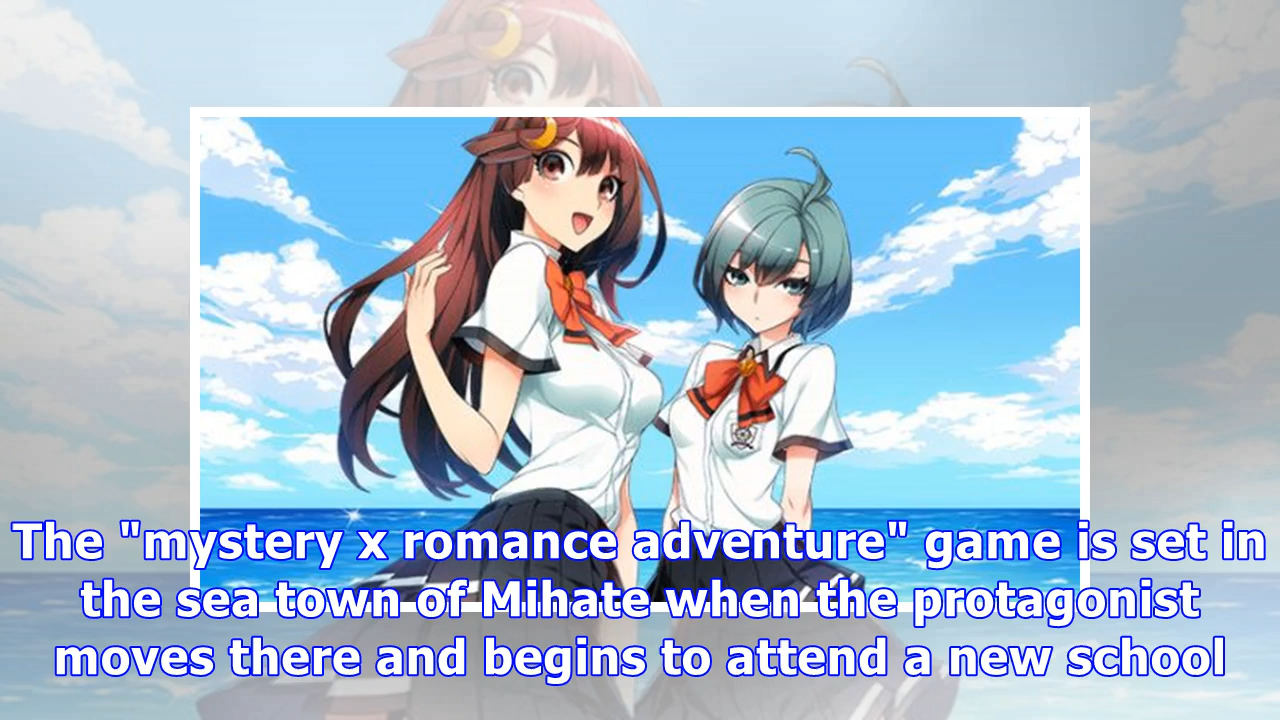 The "mystery x romance adventure" game is set in
the sea town of Mihate when the protagonist
moves there and begins to attend a new school